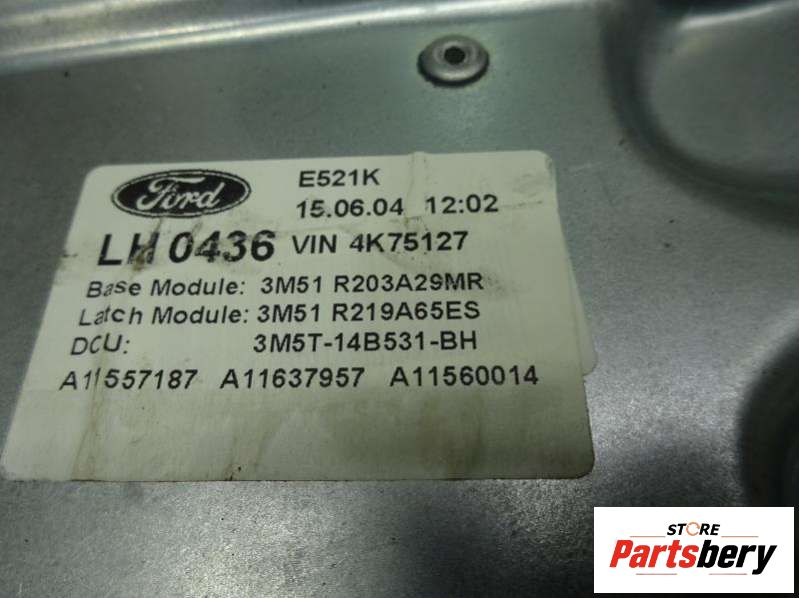 Ford
E521K
15.06.04 12:02
LH 0436 VIN 4K75127
Base Module: 3M51 R203A29MR
Latch Module: 3M51 R219A65ES
DCU: 3M5T-14B531-BH
A11557187 A11637957 A11560014
STORE
Partsbery